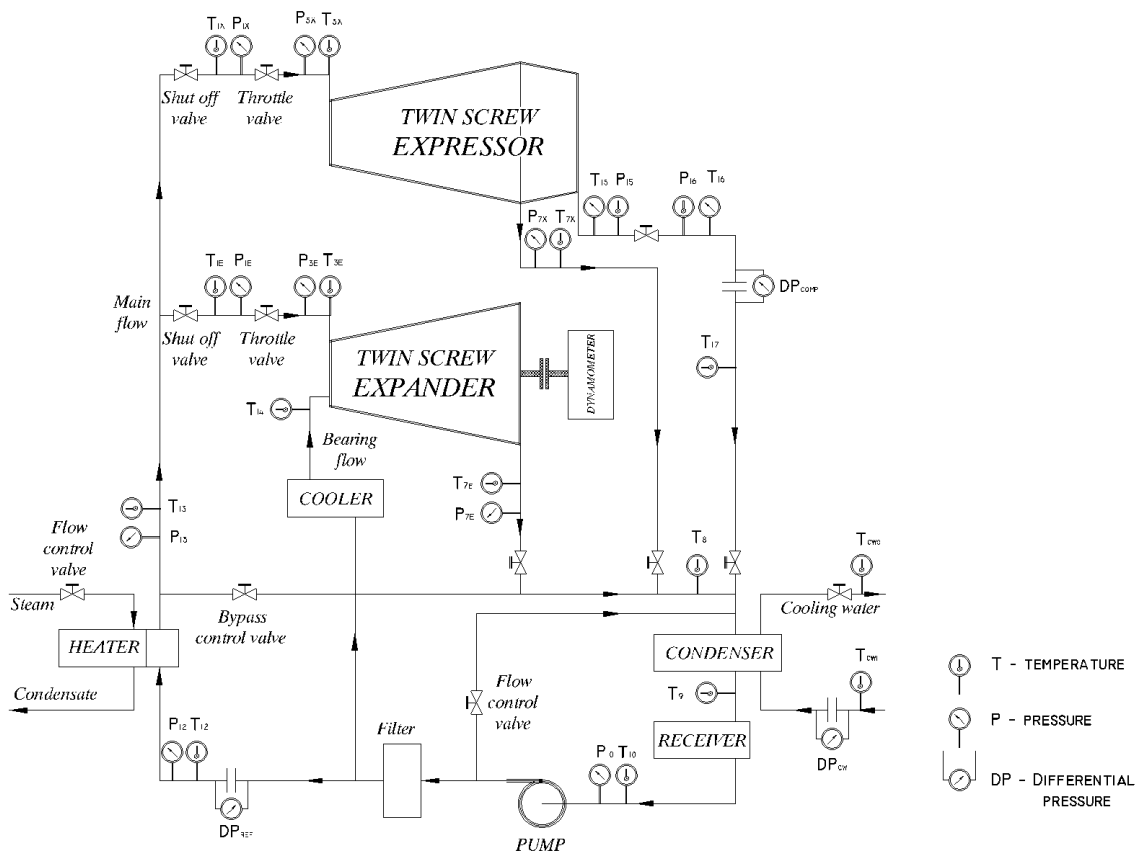 T1X P1X
P3X T3X
Shut off
valve
Throttle
valve
TWIN SCREW
EXPRESSOR
T15 P15
P16 T16
P7X T7X
DPCOMP
T17
T1E P1E
P3E T3E
Main
flow
Shut off
valve
Throttle
valve
TWIN SCREW
EXPANDER
DYNAMOMETER
T14
Bearing
flow
COOLER
T7E
P7E
T13
P13
Flow
control
valve
Steam
Bypass
control valve
T8
TCWO
Cooling water
HEATER
Condensate
CONDENSER
TCWI
T9
Flow
control
valve
RECEIVER
DPCW
P12 T12
Filter
P0 T10
DPREF
PUMP
T - TEMPERATURE
P - PRESSURE
DP - DIFFERENTIAL
PRESSURE